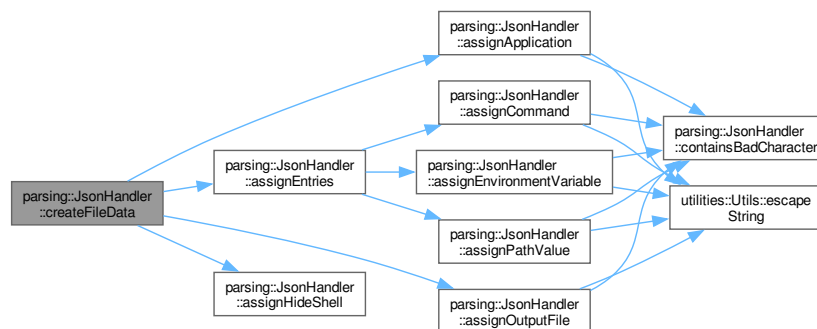 parsing::JsonHandler
::assignApplication
parsing::JsonHandler
::assignCommand
parsing::JsonHandler
::containsBadCharacter
parsing::JsonHandler
::assignEntries
parsing::JsonHandler
::assignEnvironmentVariable
parsing::JsonHandler
::createFileData
utilities::Utils::escape
String
parsing::JsonHandler
::assignPathValue
parsing::JsonHandler
::assignHideShell
parsing::JsonHandler
::assignOutputFile